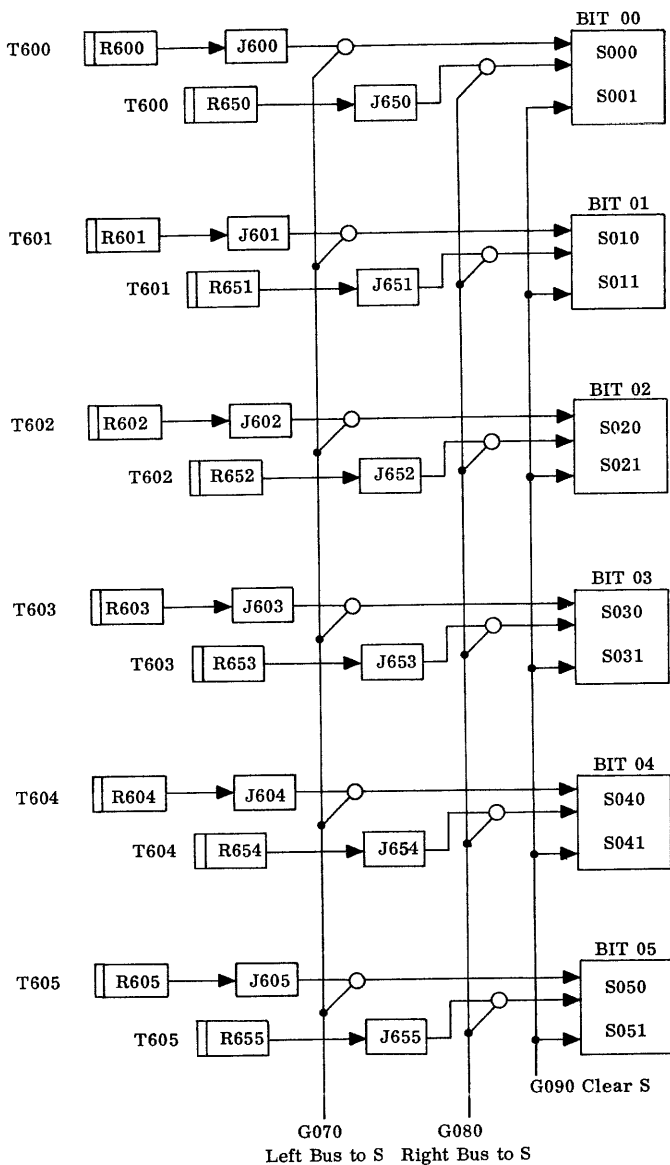 BIT 00
T600 R600 J600 S000
T600 R650 J650 S001
BIT 01
T601 R601 J601 S010
T601 R651 J651 S011
BIT 02
T602 R602 J602 S020
T602 R652 J652 S021
BIT 03
T603 R603 J603 S030
T603 R653 J653 S031
BIT 04
T604 R604 J604 S040
T604 R654 J654 S041
BIT 05
T605 R605 J605 S050
T605 R655 J655 S051
G090 Clear S
G070 G080
Left Bus to S Right Bus to S